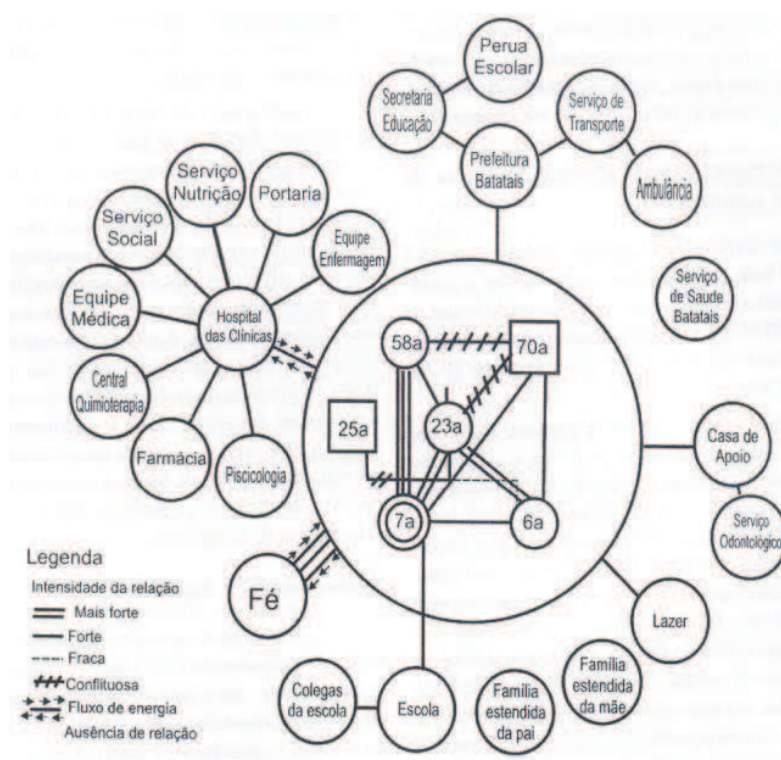 Perua
Escolar
Secretaria
Educação
Serviço de
Transporte
Prefeitura
Batatais
Ambulância
Serviço
Nutrição
Portaria
Serviço
Social
Equipe
Enfermagem
Equipe
Médica
Hospital
das Clínicas
Central
Quimioterapia
Farmácia
Piscicologia
Serviço
de Saude
Batatais
58a
70a
25a
23a
7a
6a
Casa de
Apoio
Serviço
Odontológico
Lazer
Fé
Família
estendida
da mãe
Família
estendida
da pai
Escola
Colegas
da escola
Legenda
Intensidade da relação
Mais forte
Forte
Fraca
Conflituosa
Fluxo de energia
Ausência de relação